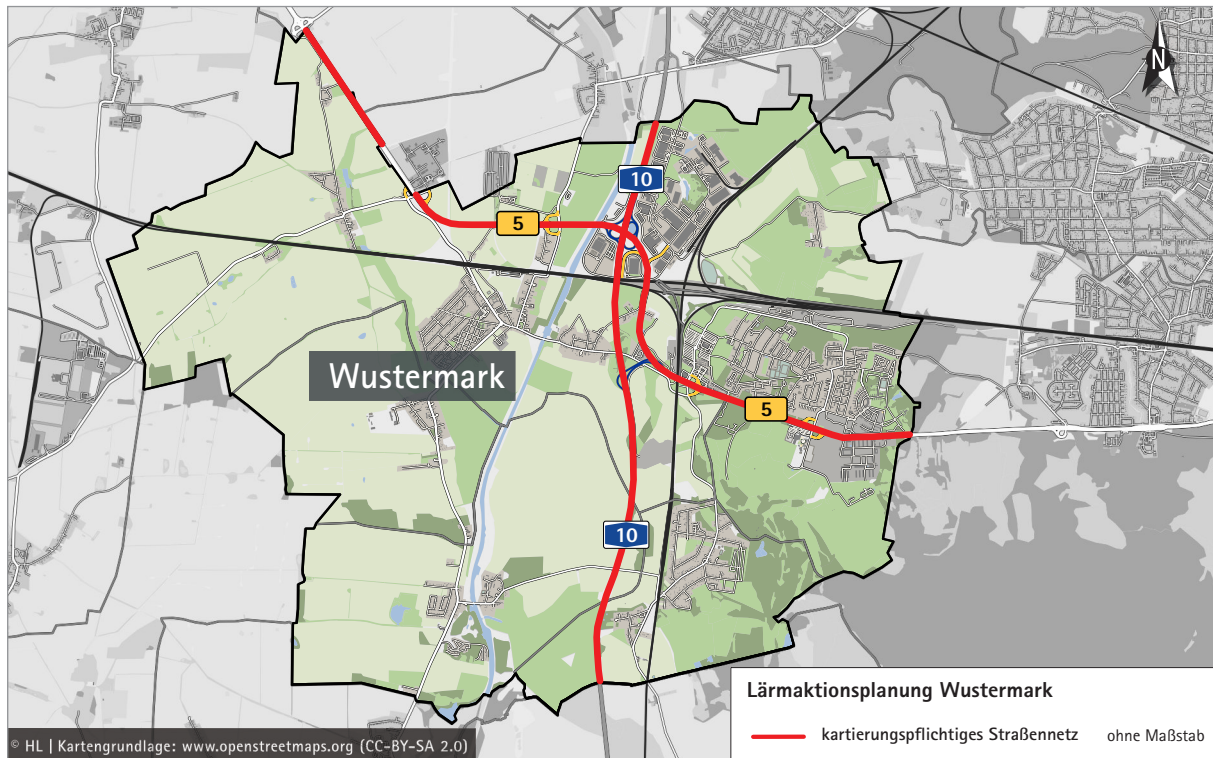 N
10
5
Wustermark
5
10
Lärmaktionsplanung Wustermark
kartierungspflichtiges Straßennetz ohne Maßstab
© HL | Kartengrundlage: www.openstreetmaps.org (CC-BY-SA 2.0)